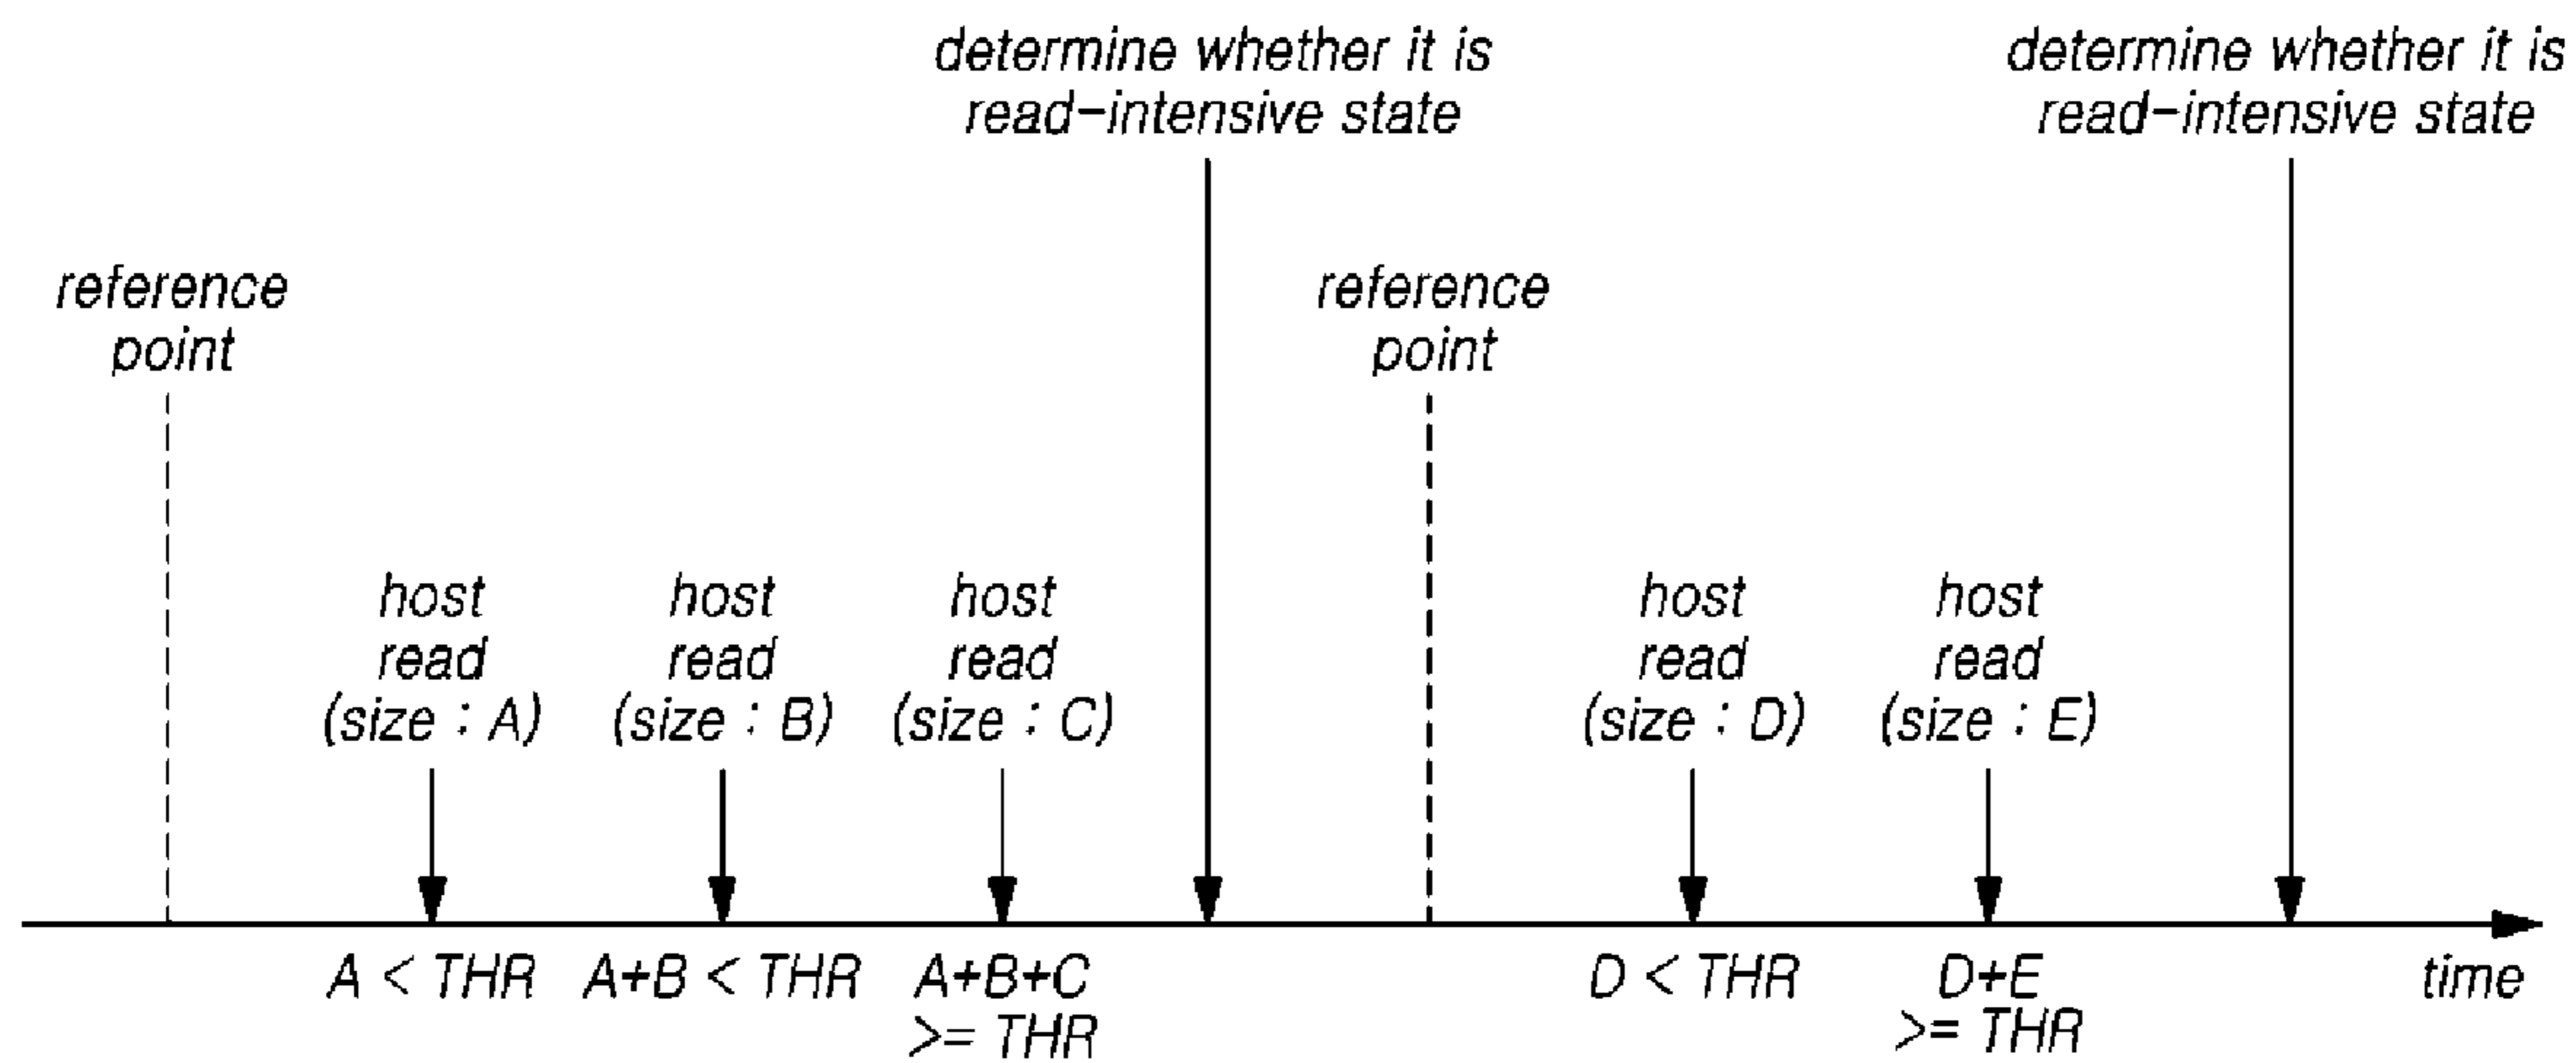 determine whether it is
read-intensive state
determine whether it is
read-intensive state
reference
point
reference
point
host
read
(size : A)
host
read
(size : B)
host
read
(size : C)
host
read
(size : D)
host
read
(size : E)
A < THR
A+B < THR
A+B+C
>= THR
D < THR
D+E
>= THR
time